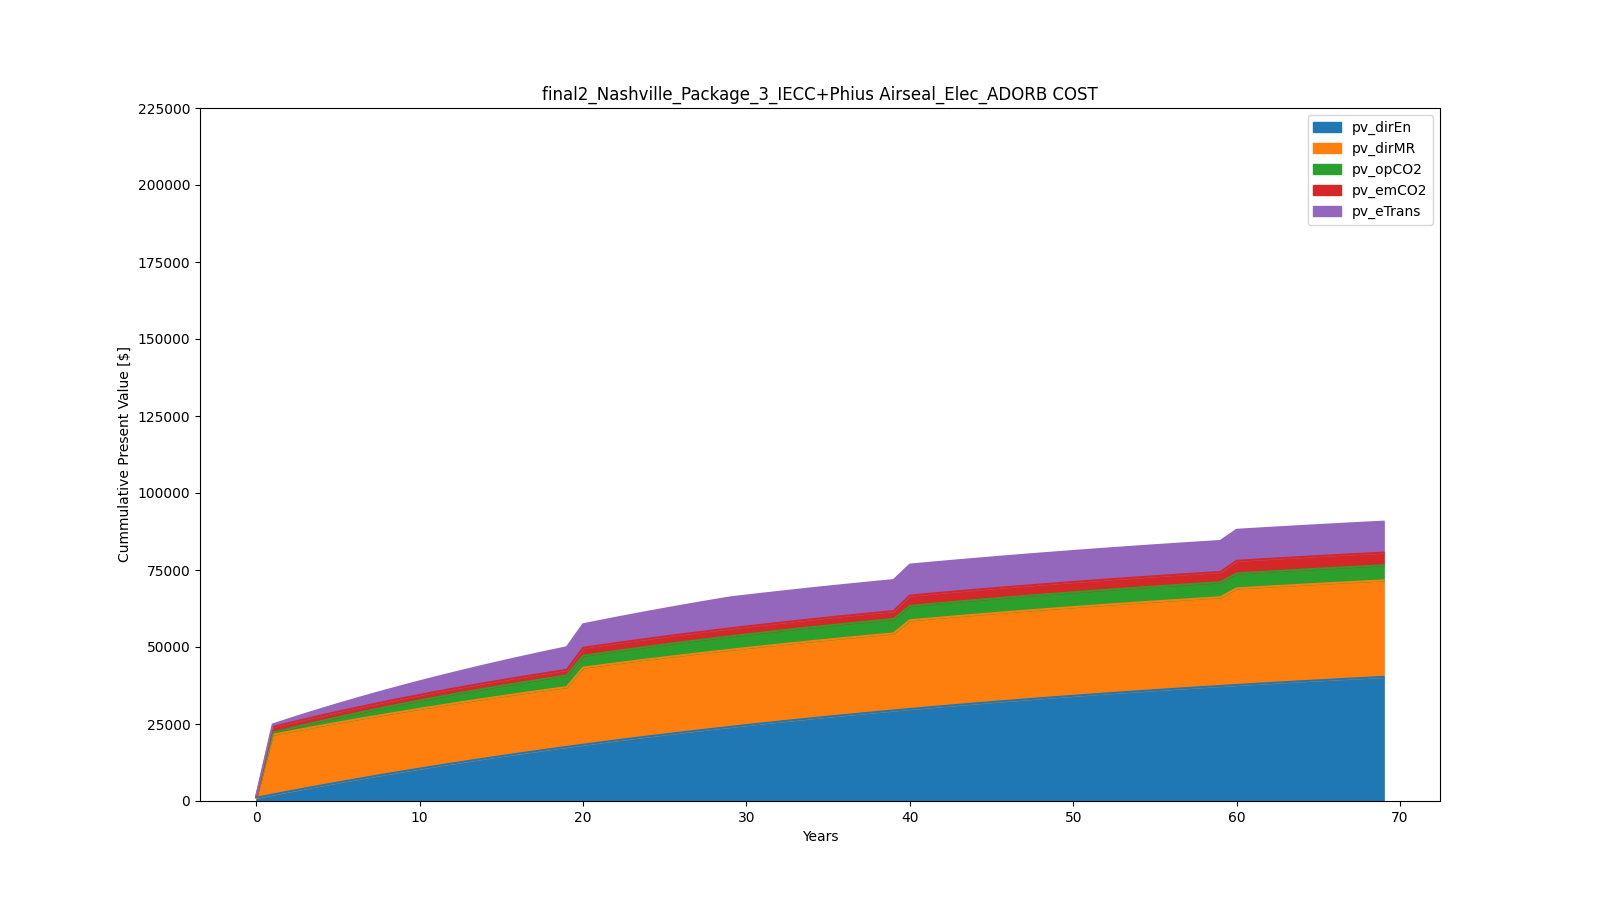 final2_Nashville_Package_3_IECC+Phius Airseal_Elec_ADORB COST
225000
200000
175000
150000
125000
100000
75000
50000
25000
0
Cummulative Present Value [$]
pv_dirEn
pv_dirMR
pv_opCO2
pv_emCO2
pv_eTrans
0 10 20 30 40 50 60 70
Years